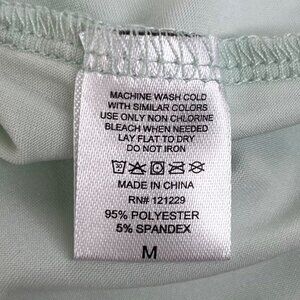 MACHINE WASH COLD
WITH SIMILAR COLORS
USE ONLY NON CHLORINE
BLEACH WHEN NEEDED
LAY FLAT TO DRY
DO NOT IRON
MADE IN CHINA
RN# 121229
95% POLYESTER
5% SPANDEX
M